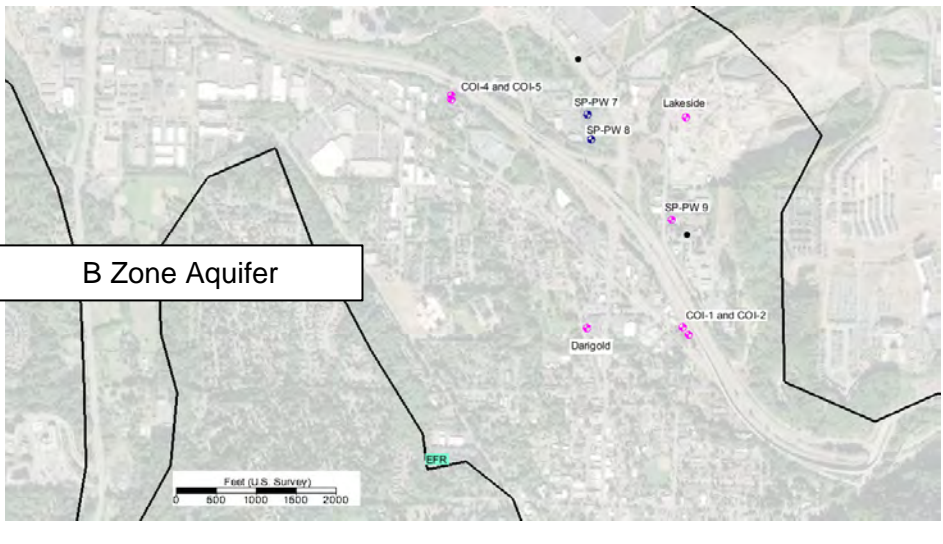 COI-4 and COI-5
SP-PW 7
Lakeside
SP-PW 8
SP-PW 9
B Zone Aquifer
COI-1 and COI-2
Darigold
EFR
Feet (U.S. Survey)
0 500 1000 1500 2000